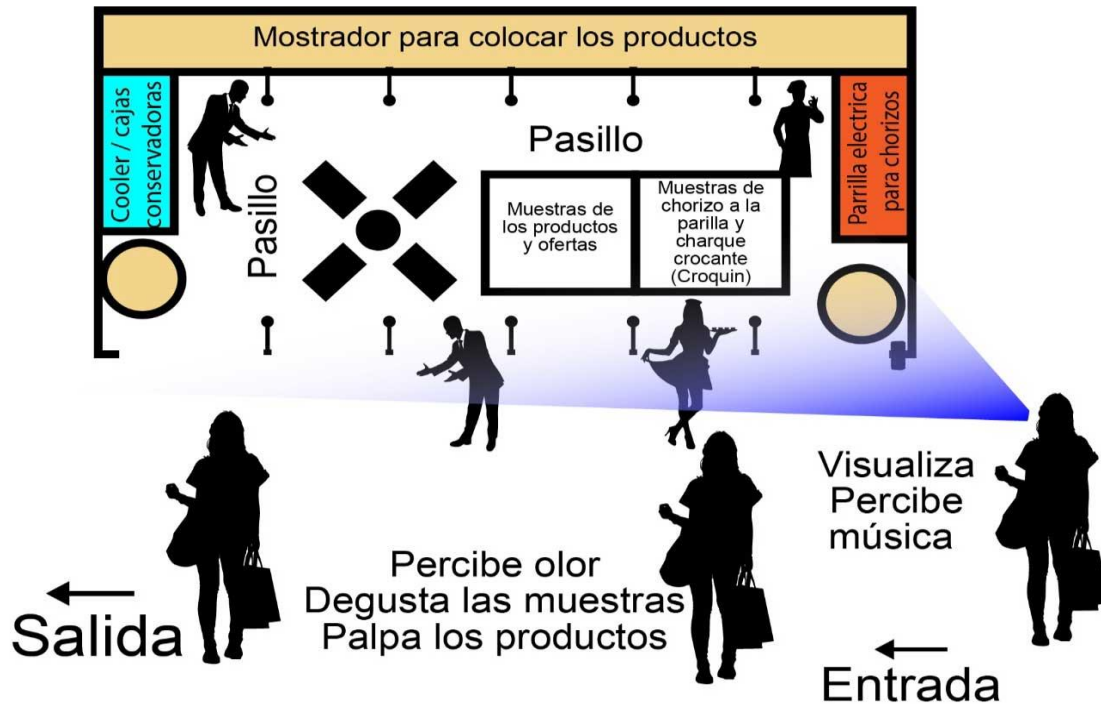 Mostrador para colocar los productos
Cooler / cajas
conservadoras
Pasillo
Pasillo
Muestras de
los productos
y ofertas
Muestras de
chorizo a la
parilla y
charque
crocante
(Croquin)
Parrilla electrica
para chorizos
Visualiza
Percibe
música
Percibe olor
Degusta las muestras
Palpa los productos
Salida
Entrada